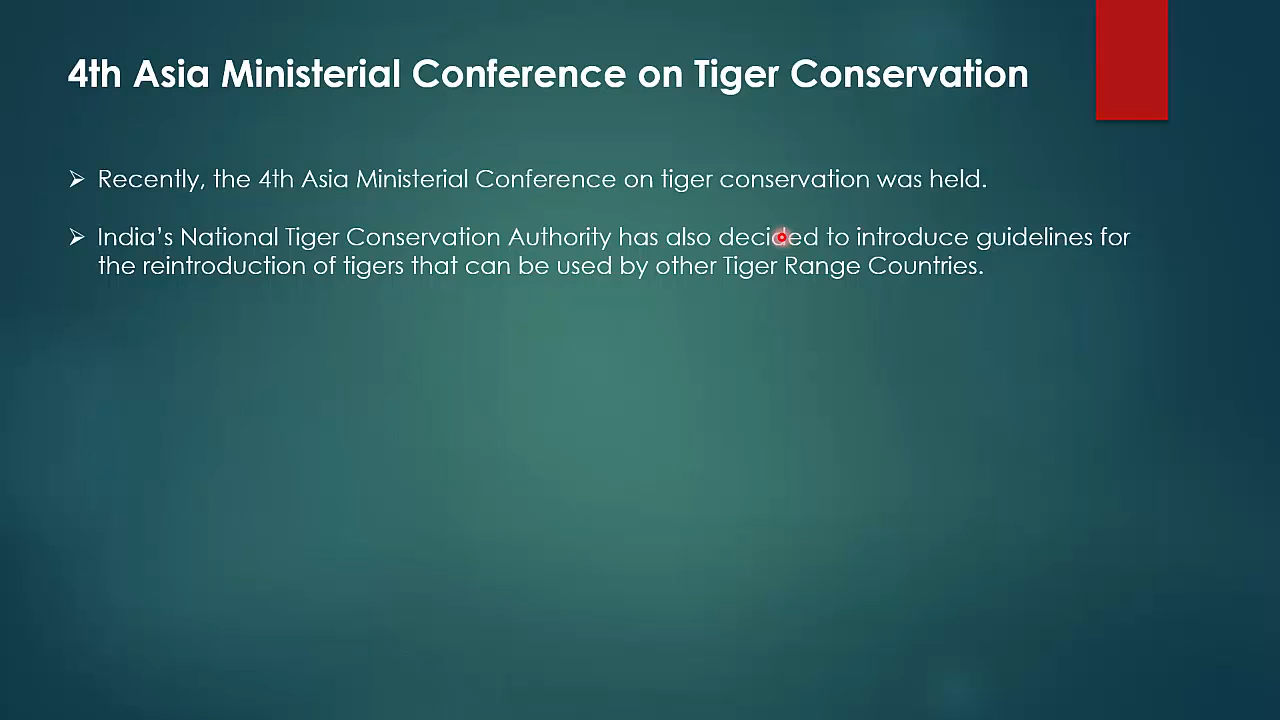 4th Asia Ministerial Conference on Tiger Conservation
Recently, the 4th Asia Ministerial Conference on tiger conservation was held.
India’s National Tiger Conservation Authority has also decided to introduce guidelines for
the reintroduction of tigers that can be used by other Tiger Range Countries.